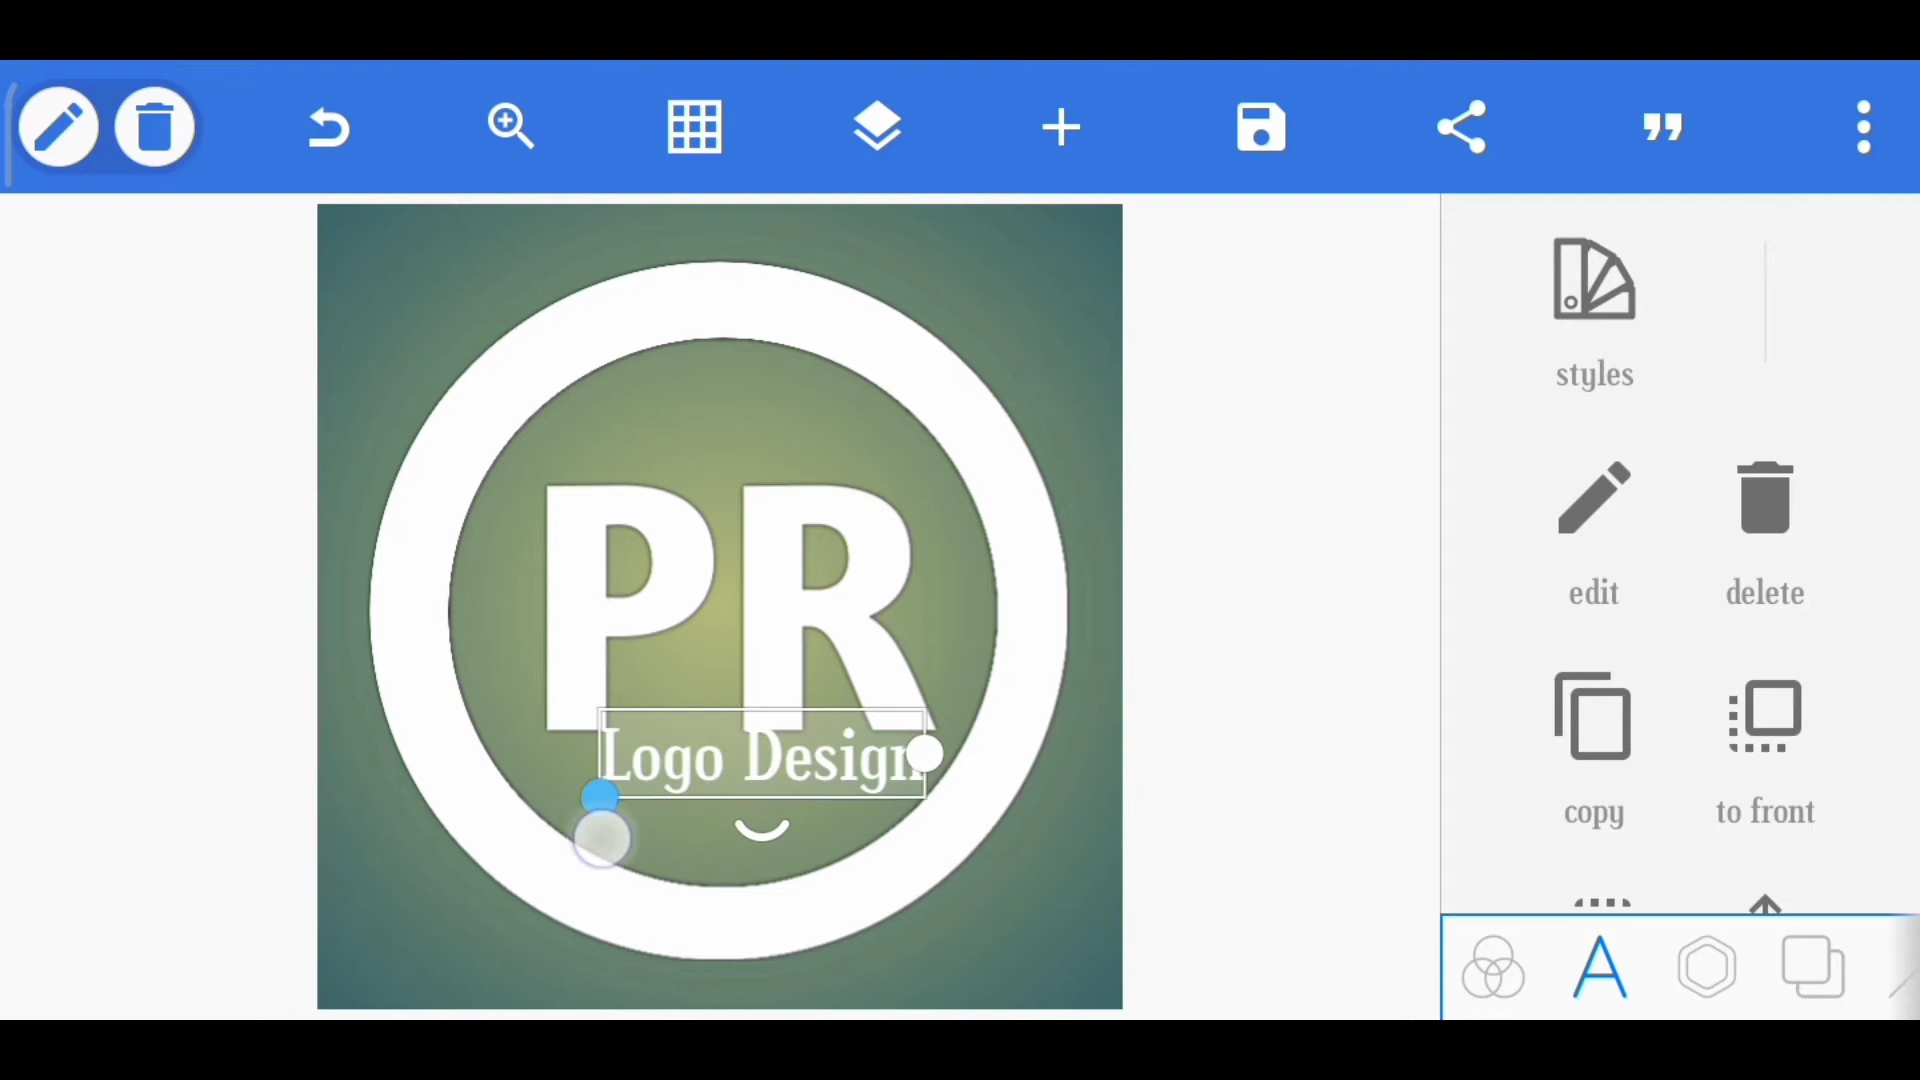 styles
PR
edit
delete
Logo Design
copy
to front